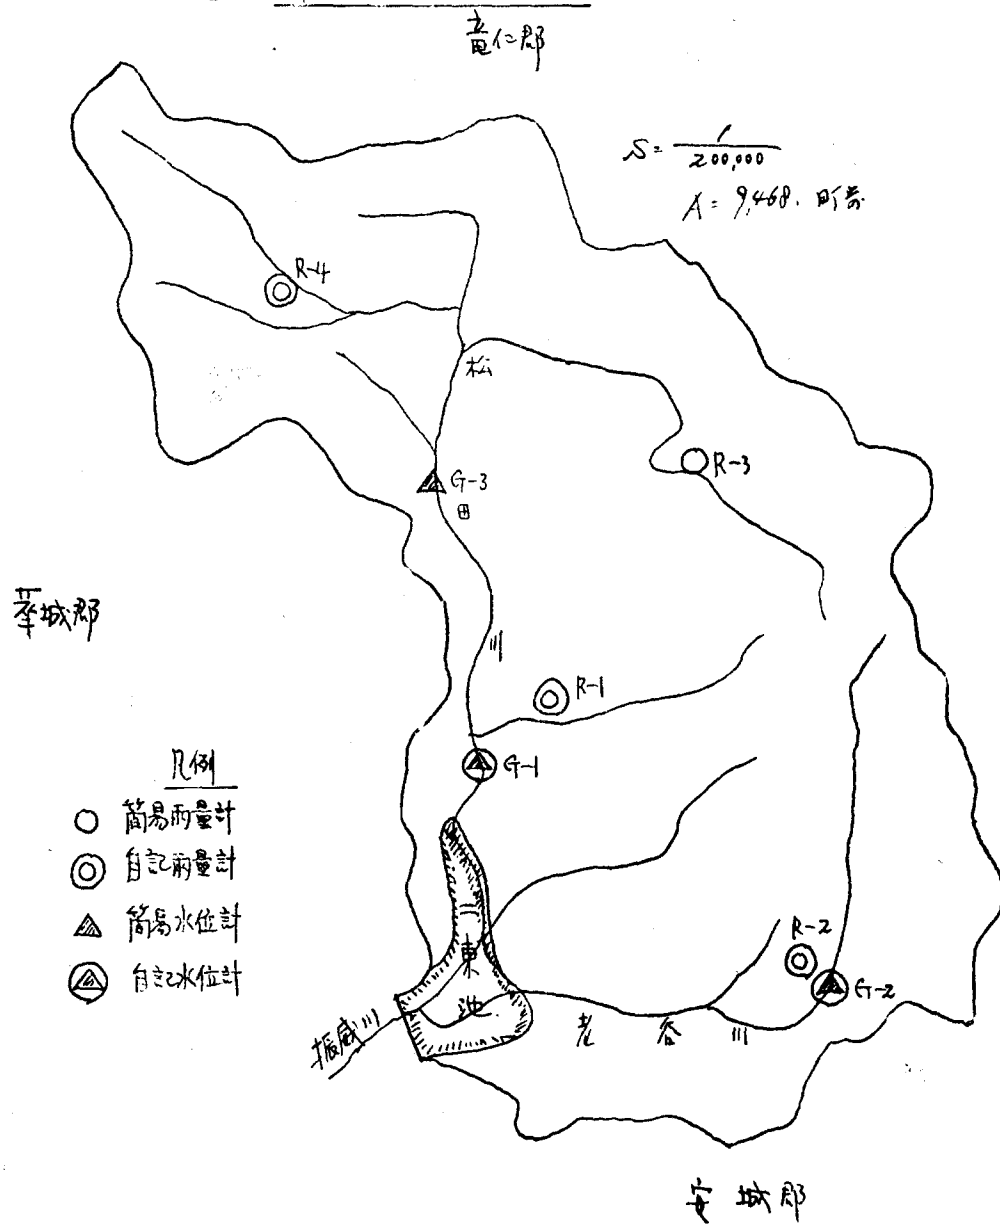 竜仁郡
S= 1/200,000
A= 9,468. 町歩
R-4
松
R-3
G-3
田
華城郡
川
R-1
G-1
凡例
簡易雨量計
自記雨量計
簡易水位計
自記水位計
R-2
東
G-2
池
老谷川
振威川
安城郡